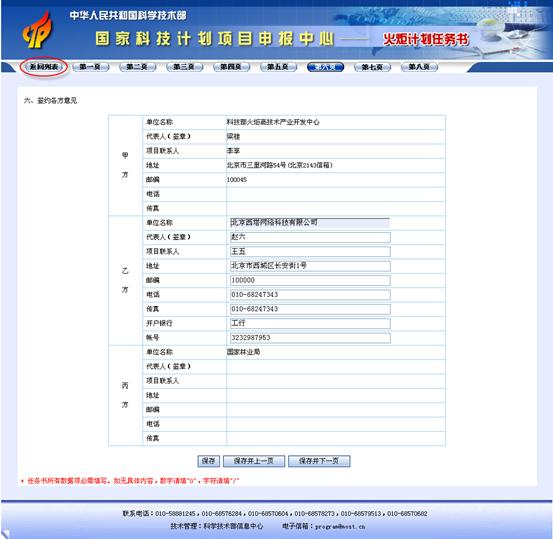 中华人民共和国科学技术部
国家科技计划项目申报中心 火炬计划任务书
返回列表 第一页 第二页 第三页 第四页 第五页 第六页 第七页 第八页
六、签约各方意见
甲方
单位名称 科技部火炬高技术产业开发中心
代表人(签章) 梁桂
项目联系人 李享
地址 北京市三里河路54号(北京2143信箱)
邮编 100045
电话
传真
乙方
单位名称 北京西塔网络科技有限公司
代表人(签章) 赵六
项目联系人 王五
地址 北京市西城区长安街1号
邮编 100000
电话 010-68247343
传真 010-68247343
开户银行 工行
帐号 3232987953
丙方
单位名称 国家林业局
代表人(签章)
项目联系人
地址
邮编
电话
传真
保存 保存并上一页 保存并下一页
* 任务书所有数据项必需填写。如无具体内容,数字请填"0",字符请填"/"
联系电话:010-58881245,010-68576284,010-68570604,010-68578273,010-68579513,010-68570682
技术管理:科学技术部信息中心 电子信箱:program@most.cn